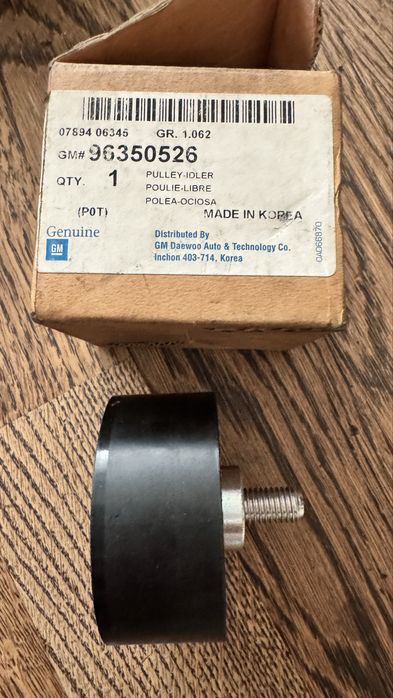 07894 06345 GR. 1.062
GM# 96350526
QTY. 1 PULLEY-IDLER
POULIE-LIBRE
POLEA-OCIOSA
(P0T) MADE IN KOREA
Genuine
GM
Distributed By
GM Daewoo Auto & Technology Co.
Inchon 403-714, Korea
OAD66870